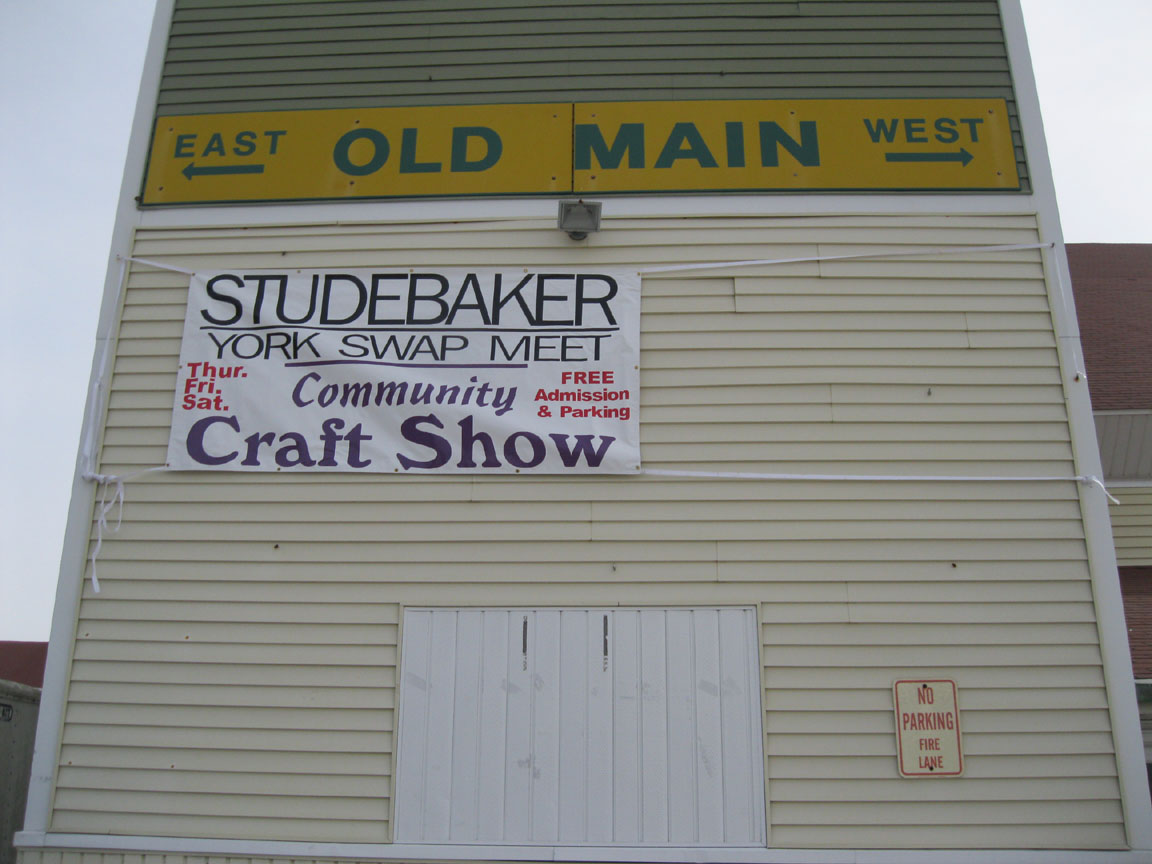 EAST OLD MAIN WEST
STUDEBAKER
YORK SWAP MEET
Thur.
Fri.
Sat.
Community
FREE
Admission
& Parking
Craft Show
NO
PARKING
FIRE
LANE